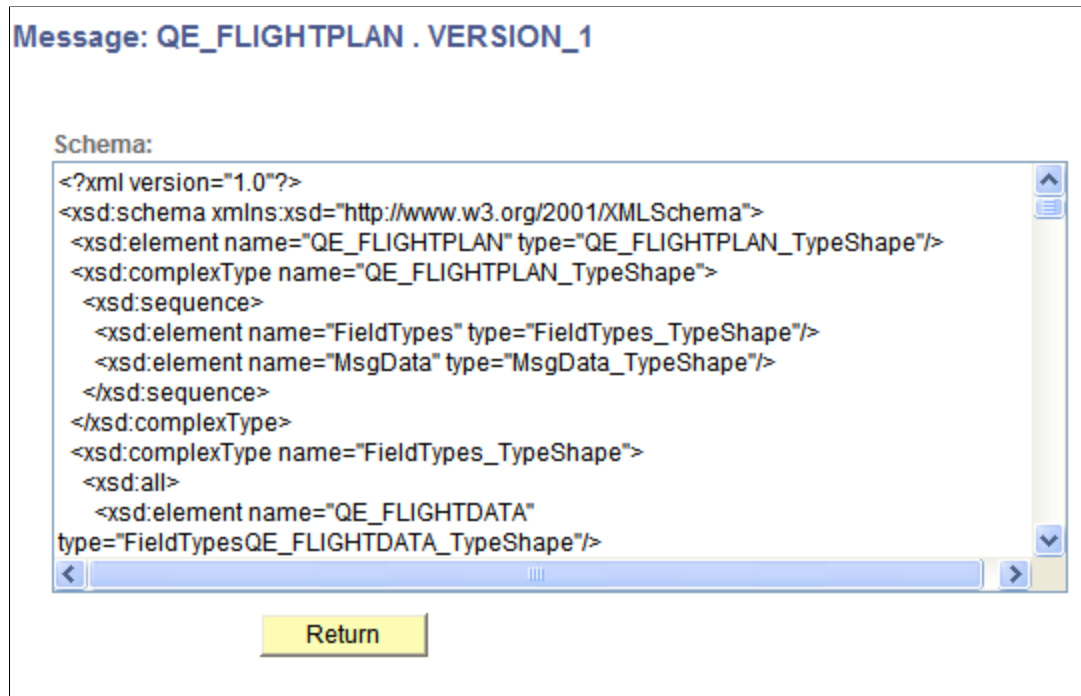 Message: QE_FLIGHTPLAN . VERSION_1
Schema:
<?xml version="1.0"?>
<xsd:schema xmlns:xsd="http://www.w3.org/2001/XMLSchema">
<xsd:element name="QE_FLIGHTPLAN" type="QE_FLIGHTPLAN_TypeShape"/>
<xsd:complexType name="QE_FLIGHTPLAN_TypeShape">
<xsd:sequence>
<xsd:element name="FieldTypes" type="FieldTypes_TypeShape"/>
<xsd:element name="MsgData" type="MsgData_TypeShape"/>
</xsd:sequence>
</xsd:complexType>
<xsd:complexType name="FieldTypes_TypeShape">
<xsd:all>
<xsd:element name="QE_FLIGHTDATA"
type="FieldTypesQE_FLIGHTDATA_TypeShape"/>
Return